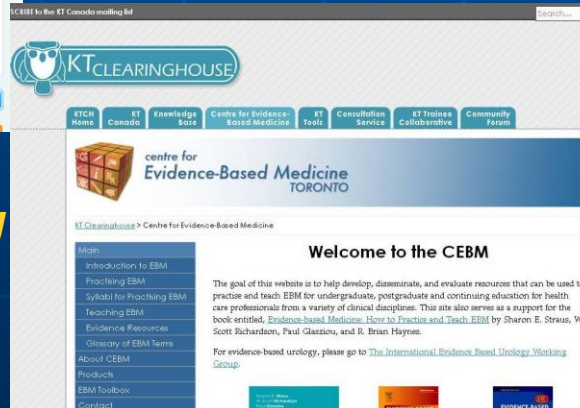 SCRIBE to the KT Canada mailing list
Search...
KTCLEARINGHOUSE
KTCH Home
KT Canada
Knowledge Base
Centre for Evidence-Based Medicine
KT Tools
Consultation Service
KT Trainee Collaborative
Community Forum
centre for
Evidence-Based Medicine
TORONTO
KT Clearinghouse > Centre for Evidence-Based Medicine
Main
Introduction to EBM
Practising EBM
Syllabi for Practising EBM
Teaching EBM
Evidence Resources
Glossary of EBM Terms
About CEBM
Products
EBM Toolbox
Contact
Welcome to the CEBM
The goal of this website is to help develop, disseminate, and evaluate resources that can be used to
practise and teach EBM for undergraduate, postgraduate and continuing education for health
care professionals from a variety of clinical disciplines. This site also serves as a support for the
book entitled, Evidence-based Medicine: How to Practice and Teach EBM by Sharon E. Straus, W
Scott Richardson, Paul Glasziou, and R. Brian Haynes.
For evidence-based urology, please go to The International Evidence Based Urology Working
Group.
EVIDENCE-BASED